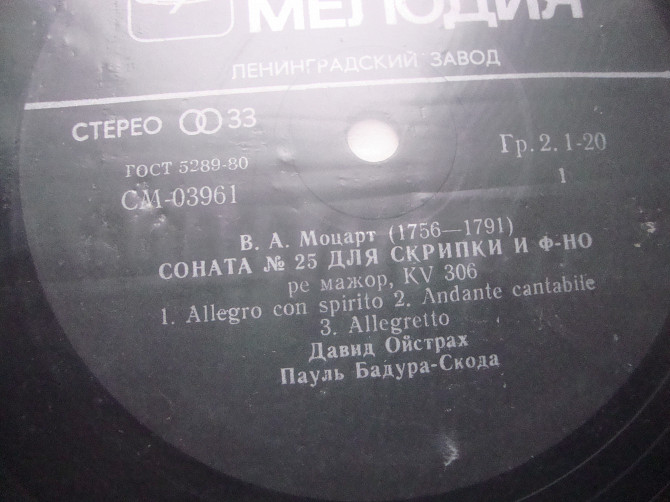 МЕЛОДИЯ
ЛЕНИНГРАДСКИЙ ЗАВОД
СТЕРЕО 33
Гр. 2. 1-20
ГОСТ 5289-80
СМ-03961
1
В. А. Моцарт (1756—1791)
СОНАТА № 25 ДЛЯ СКРИПКИ И Ф-НО
ре мажор, KV 306
1. Allegro con spirito 2. Andante cantabile
3. Allegretto
Давид Ойстрах
Пауль Бадура-Скода